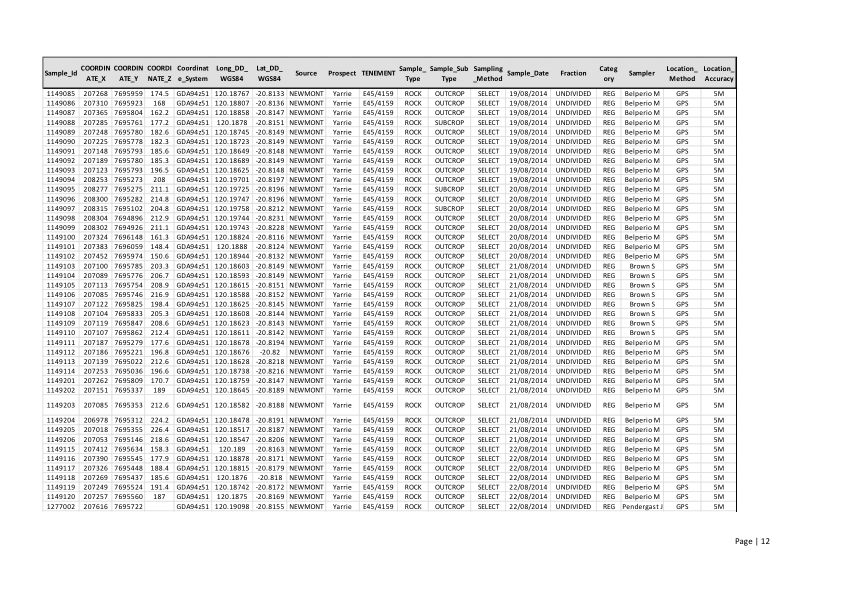 Sample_Id COORDIN COORDIN COORDI Coordinat Long_DD_ Lat_DD_ Source Prospect TENEMENT Sample_ Sample_Sub Sampling Sample_Date Fraction Categ Sampler Location_ Location_
ATE_X ATE_Y NATE_Z e_System WGS84 WGS84 Type Type _Method ory Method Accuracy
1149085 207268 7695959 174.5 GDA94z51 120.18767 -20.8133 NEWMONT Yarrie E45/4159 ROCK OUTCROP SELECT 19/08/2014 UNDIVIDED REG Belperio M GPS 5M
1149086 207310 7695923 168 GDA94z51 120.18807 -20.8136 NEWMONT Yarrie E45/4159 ROCK OUTCROP SELECT 19/08/2014 UNDIVIDED REG Belperio M GPS 5M
1149087 207365 7695804 162.2 GDA94z51 120.18858 -20.8147 NEWMONT Yarrie E45/4159 ROCK OUTCROP SELECT 19/08/2014 UNDIVIDED REG Belperio M GPS 5M
1149088 207285 7695761 177.2 GDA94z51 120.1878 -20.8151 NEWMONT Yarrie E45/4159 ROCK SUBCROP SELECT 19/08/2014 UNDIVIDED REG Belperio M GPS 5M
1149089 207248 7695780 182.6 GDA94z51 120.18745 -20.8149 NEWMONT Yarrie E45/4159 ROCK OUTCROP SELECT 19/08/2014 UNDIVIDED REG Belperio M GPS 5M
1149090 207225 7695778 182.3 GDA94z51 120.18723 -20.8149 NEWMONT Yarrie E45/4159 ROCK OUTCROP SELECT 19/08/2014 UNDIVIDED REG Belperio M GPS 5M
1149091 207148 7695793 185.6 GDA94z51 120.18649 -20.8148 NEWMONT Yarrie E45/4159 ROCK OUTCROP SELECT 19/08/2014 UNDIVIDED REG Belperio M GPS 5M
1149092 207189 7695780 185.3 GDA94z51 120.18689 -20.8149 NEWMONT Yarrie E45/4159 ROCK OUTCROP SELECT 19/08/2014 UNDIVIDED REG Belperio M GPS 5M
1149093 207123 7695793 196.5 GDA94z51 120.18625 -20.8148 NEWMONT Yarrie E45/4159 ROCK OUTCROP SELECT 19/08/2014 UNDIVIDED REG Belperio M GPS 5M
1149094 208253 7695273 208 GDA94z51 120.19701 -20.8197 NEWMONT Yarrie E45/4159 ROCK OUTCROP SELECT 20/08/2014 UNDIVIDED REG Belperio M GPS 5M
1149095 208277 7695275 211.1 GDA94z51 120.19725 -20.8196 NEWMONT Yarrie E45/4159 ROCK SUBCROP SELECT 20/08/2014 UNDIVIDED REG Belperio M GPS 5M
1149096 208300 7695282 214.8 GDA94z51 120.19747 -20.8196 NEWMONT Yarrie E45/4159 ROCK OUTCROP SELECT 20/08/2014 UNDIVIDED REG Belperio M GPS 5M
1149097 208315 7695102 204.8 GDA94z51 120.19758 -20.8212 NEWMONT Yarrie E45/4159 ROCK SUBCROP SELECT 20/08/2014 UNDIVIDED REG Belperio M GPS 5M
1149098 208304 7694896 212.9 GDA94z51 120.19744 -20.8231 NEWMONT Yarrie E45/4159 ROCK OUTCROP SELECT 20/08/2014 UNDIVIDED REG Belperio M GPS 5M
1149099 208302 7694926 211.1 GDA94z51 120.19743 -20.8228 NEWMONT Yarrie E45/4159 ROCK OUTCROP SELECT 20/08/2014 UNDIVIDED REG Belperio M GPS 5M
1149100 207324 7696148 161.3 GDA94z51 120.18824 -20.8116 NEWMONT Yarrie E45/4159 ROCK OUTCROP SELECT 20/08/2014 UNDIVIDED REG Belperio M GPS 5M
1149101 207383 7696059 148.4 GDA94z51 120.1888 -20.8124 NEWMONT Yarrie E45/4159 ROCK OUTCROP SELECT 20/08/2014 UNDIVIDED REG Belperio M GPS 5M
1149102 207452 7695974 150.6 GDA94z51 120.18944 -20.8132 NEWMONT Yarrie E45/4159 ROCK OUTCROP SELECT 20/08/2014 UNDIVIDED REG Belperio M GPS 5M
1149103 207100 7695785 203.3 GDA94z51 120.18603 -20.8149 NEWMONT Yarrie E45/4159 ROCK OUTCROP SELECT 21/08/2014 UNDIVIDED REG Brown S GPS 5M
1149104 207089 7695776 206.7 GDA94z51 120.18593 -20.8149 NEWMONT Yarrie E45/4159 ROCK OUTCROP SELECT 21/08/2014 UNDIVIDED REG Brown S GPS 5M
1149105 207113 7695754 208.9 GDA94z51 120.18615 -20.8151 NEWMONT Yarrie E45/4159 ROCK OUTCROP SELECT 21/08/2014 UNDIVIDED REG Brown S GPS 5M
1149106 207085 7695746 216.9 GDA94z51 120.18588 -20.8152 NEWMONT Yarrie E45/4159 ROCK OUTCROP SELECT 21/08/2014 UNDIVIDED REG Brown S GPS 5M
1149107 207122 7695825 198.4 GDA94z51 120.18625 -20.8145 NEWMONT Yarrie E45/4159 ROCK OUTCROP SELECT 21/08/2014 UNDIVIDED REG Brown S GPS 5M
1149108 207104 7695833 205.3 GDA94z51 120.18608 -20.8144 NEWMONT Yarrie E45/4159 ROCK OUTCROP SELECT 21/08/2014 UNDIVIDED REG Brown S GPS 5M
1149109 207119 7695847 208.6 GDA94z51 120.18623 -20.8143 NEWMONT Yarrie E45/4159 ROCK OUTCROP SELECT 21/08/2014 UNDIVIDED REG Brown S GPS 5M
1149110 207107 7695862 212.4 GDA94z51 120.18611 -20.8142 NEWMONT Yarrie E45/4159 ROCK OUTCROP SELECT 21/08/2014 UNDIVIDED REG Brown S GPS 5M
1149111 207187 7695279 177.6 GDA94z51 120.18678 -20.8194 NEWMONT Yarrie E45/4159 ROCK OUTCROP SELECT 21/08/2014 UNDIVIDED REG Belperio M GPS 5M
1149112 207186 7695221 196.8 GDA94z51 120.18676 -20.82 NEWMONT Yarrie E45/4159 ROCK OUTCROP SELECT 21/08/2014 UNDIVIDED REG Belperio M GPS 5M
1149113 207139 7695022 212.6 GDA94z51 120.18628 -20.8218 NEWMONT Yarrie E45/4159 ROCK OUTCROP SELECT 21/08/2014 UNDIVIDED REG Belperio M GPS 5M
1149114 207253 7695036 196.6 GDA94z51 120.18738 -20.8216 NEWMONT Yarrie E45/4159 ROCK OUTCROP SELECT 21/08/2014 UNDIVIDED REG Belperio M GPS 5M
1149201 207262 7695809 170.7 GDA94z51 120.18759 -20.8147 NEWMONT Yarrie E45/4159 ROCK OUTCROP SELECT 21/08/2014 UNDIVIDED REG Belperio M GPS 5M
1149202 207151 7695337 189 GDA94z51 120.18645 -20.8189 NEWMONT Yarrie E45/4159 ROCK OUTCROP SELECT 21/08/2014 UNDIVIDED REG Belperio M GPS 5M
1149203 207085 7695353 212.6 GDA94z51 120.18582 -20.8188 NEWMONT Yarrie E45/4159 ROCK OUTCROP SELECT 21/08/2014 UNDIVIDED REG Belperio M GPS 5M
1149204 206978 7695312 224.2 GDA94z51 120.18478 -20.8191 NEWMONT Yarrie E45/4159 ROCK OUTCROP SELECT 21/08/2014 UNDIVIDED REG Belperio M GPS 5M
1149205 207018 7695355 226.4 GDA94z51 120.18517 -20.8187 NEWMONT Yarrie E45/4159 ROCK OUTCROP SELECT 21/08/2014 UNDIVIDED REG Belperio M GPS 5M
1149206 207053 7695146 218.6 GDA94z51 120.18547 -20.8206 NEWMONT Yarrie E45/4159 ROCK OUTCROP SELECT 21/08/2014 UNDIVIDED REG Belperio M GPS 5M
1149115 207412 7695634 158.3 GDA94z51 120.189 -20.8163 NEWMONT Yarrie E45/4159 ROCK OUTCROP SELECT 22/08/2014 UNDIVIDED REG Belperio M GPS 5M
1149116 207390 7695545 177.9 GDA94z51 120.18878 -20.8171 NEWMONT Yarrie E45/4159 ROCK OUTCROP SELECT 22/08/2014 UNDIVIDED REG Belperio M GPS 5M
1149117 207326 7695448 188.4 GDA94z51 120.18815 -20.8179 NEWMONT Yarrie E45/4159 ROCK OUTCROP SELECT 22/08/2014 UNDIVIDED REG Belperio M GPS 5M
1149118 207269 7695437 185.6 GDA94z51 120.1876 -20.818 NEWMONT Yarrie E45/4159 ROCK OUTCROP SELECT 22/08/2014 UNDIVIDED REG Belperio M GPS 5M
1149119 207249 7695524 191.4 GDA94z51 120.18742 -20.8172 NEWMONT Yarrie E45/4159 ROCK OUTCROP SELECT 22/08/2014 UNDIVIDED REG Belperio M GPS 5M
1149120 207257 7695560 187 GDA94z51 120.1875 -20.8169 NEWMONT Yarrie E45/4159 ROCK OUTCROP SELECT 22/08/2014 UNDIVIDED REG Belperio M GPS 5M
1277002 207616 7695722 GDA94z51 120.19098 -20.8155 NEWMONT Yarrie E45/4159 ROCK OUTCROP SELECT 22/08/2014 UNDIVIDED REG Pendergast J GPS 5M
Page | 12